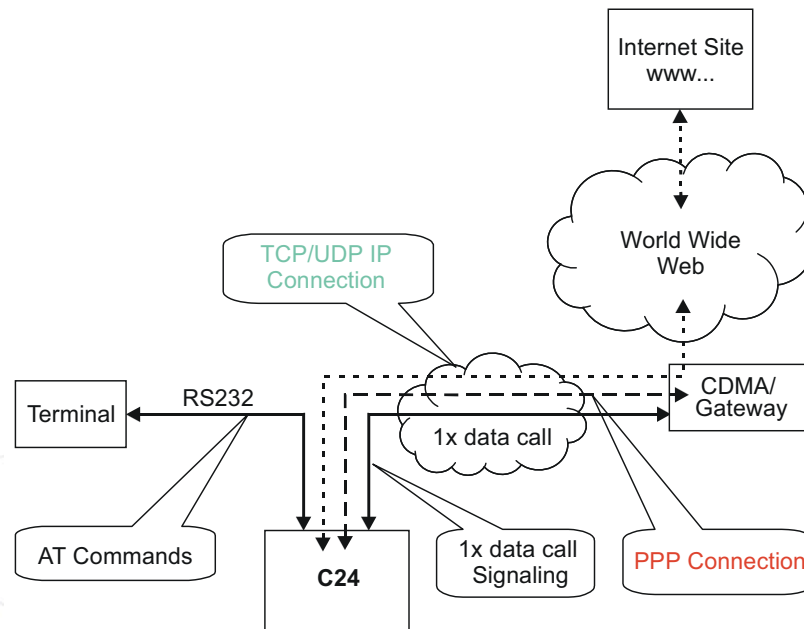 Internet Site
www...
World Wide
Web
TCP/UDP IP
Connection
Terminal
RS232
CDMA/
Gateway
1x data call
AT Commands
C24
1x data call
Signaling
PPP Connection